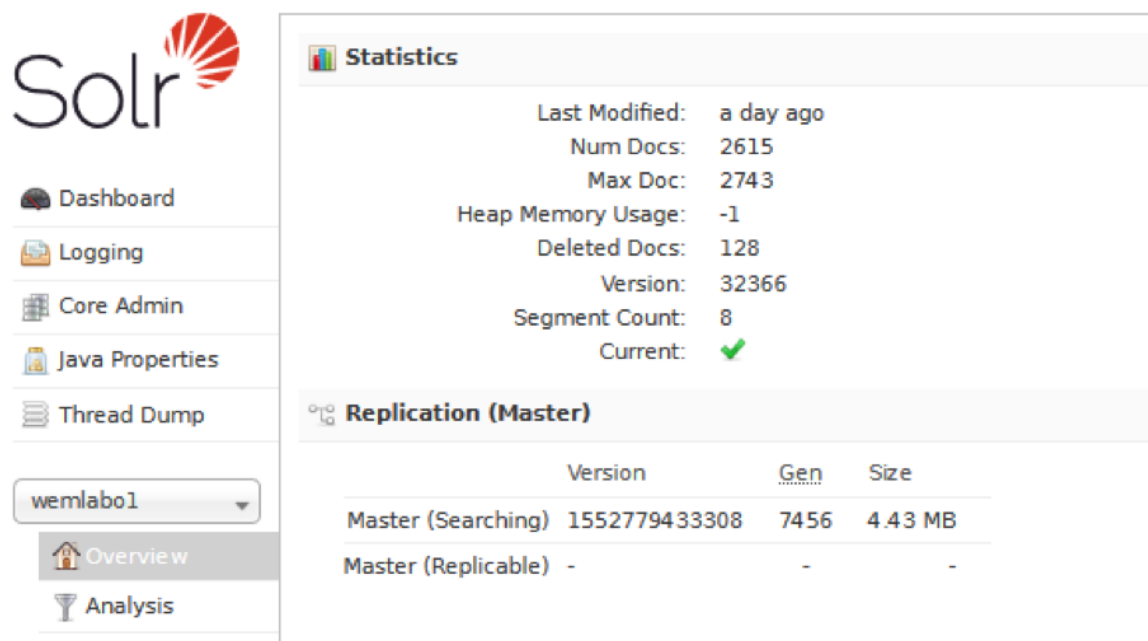 Solr
Dashboard
Logging
Core Admin
Java Properties
Thread Dump
wemlabo1
Overview
Analysis
Statistics
Last Modified: a day ago
Num Docs: 2615
Max Doc: 2743
Heap Memory Usage: -1
Deleted Docs: 128
Version: 32366
Segment Count: 8
Current:
Replication (Master)
Version Gen Size
Master (Searching) 1552779433308 7456 4.43 MB
Master (Replicable) - - -